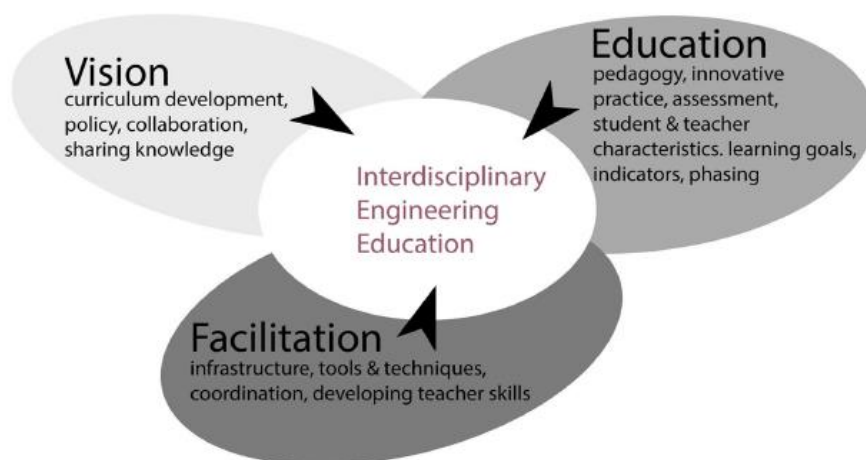 Vision
curriculum development,
policy, collaboration,
sharing knowledge
Education
pedagogy, innovative
practice, assessment,
student & teacher
characteristics. learning goals,
indicators, phasing
Interdisciplinary
Engineering
Education
Facilitation
infrastructure, tools & techniques,
coordination, developing teacher skills